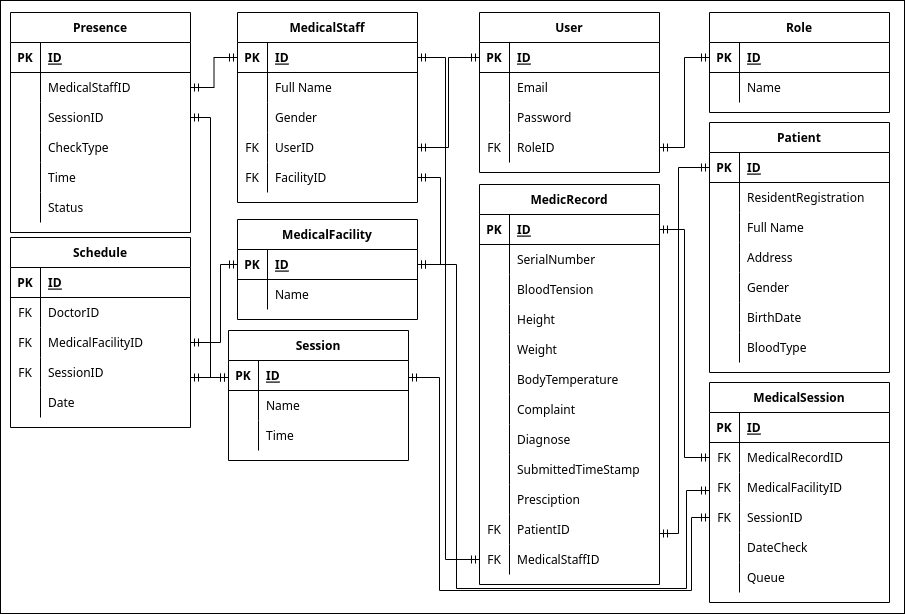 Presence
PK ID
MedicalStaffID
SessionID
CheckType
Time
Status
Schedule
PK ID
FK DoctorID
FK MedicalFacilityID
FK SessionID
Date
MedicalStaff
PK ID
Full Name
Gender
FK UserID
FK FacilityID
MedicalFacility
PK ID
Name
Session
PK ID
Name
Time
User
PK ID
Email
Password
FK RoleID
MedicRecord
PK ID
SerialNumber
BloodTension
Height
Weight
BodyTemperature
Complaint
Diagnose
SubmittedTimeStamp
Presciption
FK PatientID
FK MedicalStaffID
Role
PK ID
Name
Patient
PK ID
ResidentRegistration
Full Name
Address
Gender
BirthDate
BloodType
MedicalSession
PK ID
FK MedicalRecordID
FK MedicalFacilityID
FK SessionID
DateCheck
Queue